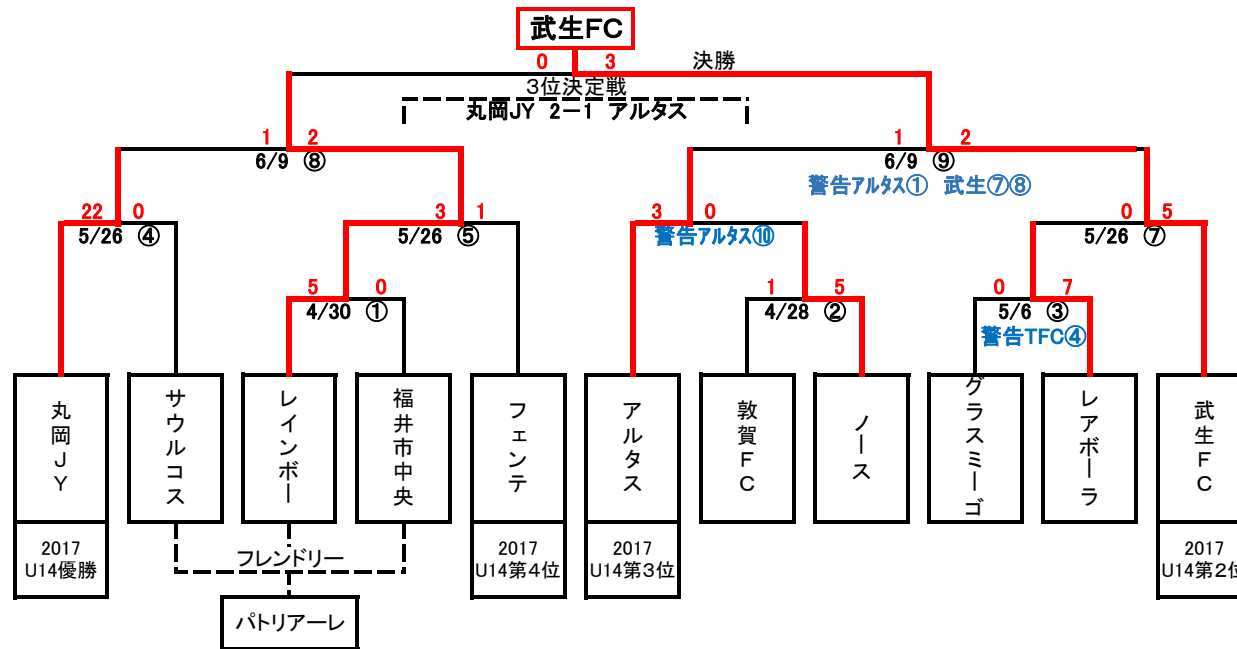 武生FC
0 3 決勝
3位決定戦
丸岡JY 2－1 アルタス
1 2
6/9 ⑧
1 2
6/9 ⑨
警告アルタス① 武生⑦⑧
22 0
5/26 ④
3 1
5/26 ⑤
3 0
警告アルタス⑩
0 5
5/26 ⑦
5 0
4/30 ①
1 5
4/28 ②
0 7
5/6 ③
警告TFC④
丸岡JY
サウルコス
レインボー
福井市中央
フェンテ
アルタス
敦賀FC
ノース
グラスミーゴ
レアボーラ
武生FC
2017
U14優勝
フレンドリー
2017
U14第4位
2017
U14第3位
2017
U14第2位
パトリアーレ